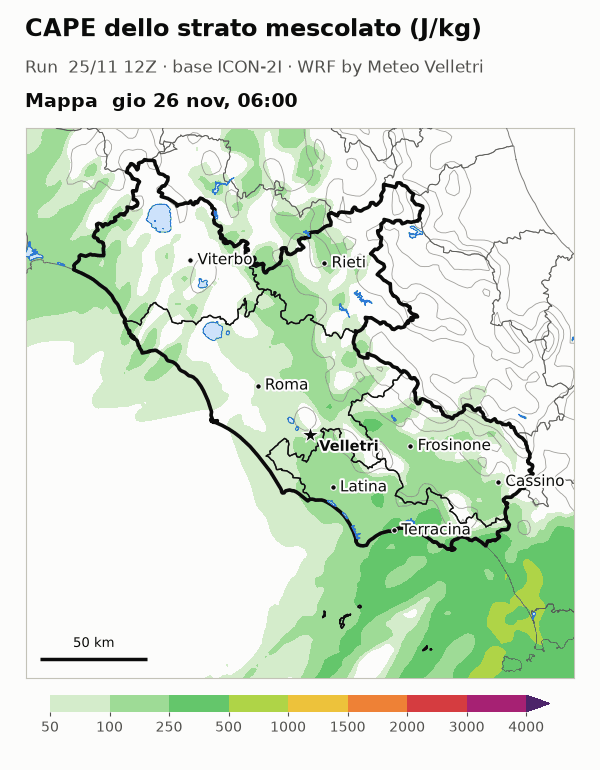 CAPE dello strato mescolato (J/kg)
Run  25/11 12Z · base ICON-2I · WRF by Meteo Velletri
Mappa  gio 26 nov, 06:00
Viterbo
Rieti
Roma
Velletri
Frosinone
Latina
Cassino
Terracina
50 km
50 100 250 500 1000 1500 2000 3000 4000